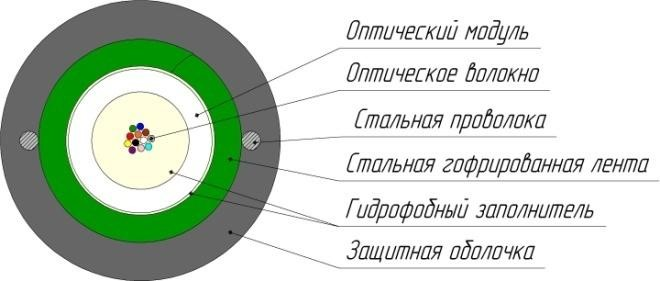 Оптический модуль
Оптическое волокно
Стальная проволока
Стальная гофрированная лента
Гидрофобный заполнитель
Защитная оболочка